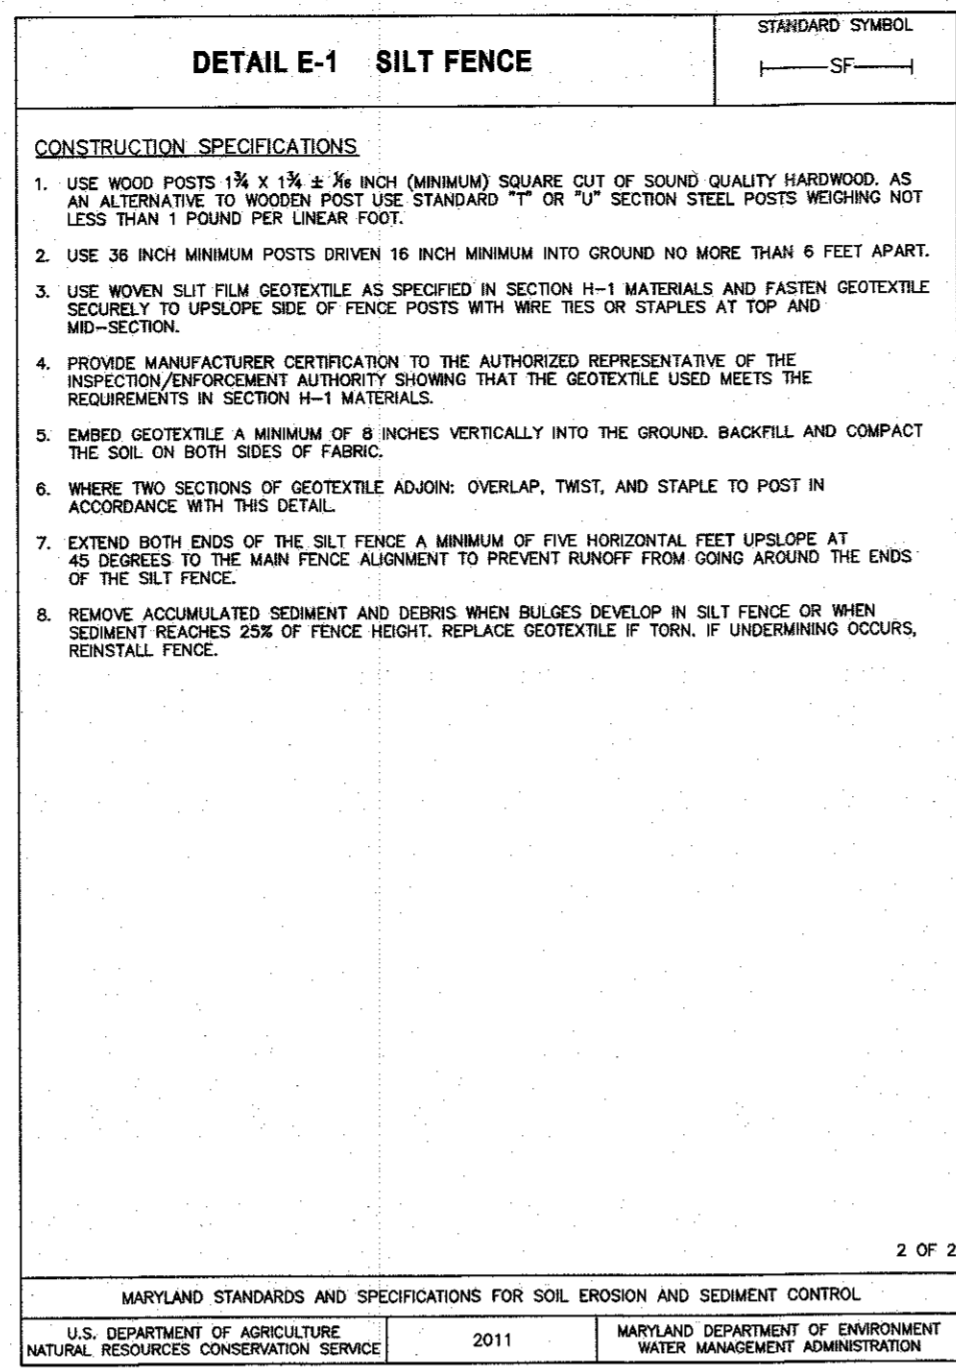 DETAIL E-1 SILT FENCE
STANDARD SYMBOL
SF
CONSTRUCTION SPECIFICATIONS
1. USE WOOD POSTS 1¾ X 1¾ ± 1⁄16 INCH (MINIMUM) SQUARE CUT OF SOUND QUALITY HARDWOOD. AS
AN ALTERNATIVE TO WOODEN POST USE STANDARD "T" OR "U" SECTION STEEL POSTS WEIGHING NOT
LESS THAN 1 POUND PER LINEAR FOOT.
2. USE 36 INCH MINIMUM POSTS DRIVEN 16 INCH MINIMUM INTO GROUND NO MORE THAN 6 FEET APART.
3. USE WOVEN SLIT FILM GEOTEXTILE AS SPECIFIED IN SECTION H-1 MATERIALS AND FASTEN GEOTEXTILE
SECURELY TO UPSLOPE SIDE OF FENCE POSTS WITH WIRE TIES OR STAPLES AT TOP AND
MID-SECTION.
4. PROVIDE MANUFACTURER CERTIFICATION TO THE AUTHORIZED REPRESENTATIVE OF THE
INSPECTION/ENFORCEMENT AUTHORITY SHOWING THAT THE GEOTEXTILE USED MEETS THE
REQUIREMENTS IN SECTION H-1 MATERIALS.
5. EMBED GEOTEXTILE A MINIMUM OF 8 INCHES VERTICALLY INTO THE GROUND. BACKFILL AND COMPACT
THE SOIL ON BOTH SIDES OF FABRIC.
6. WHERE TWO SECTIONS OF GEOTEXTILE ADJOIN: OVERLAP, TWIST, AND STAPLE TO POST IN
ACCORDANCE WITH THIS DETAIL.
7. EXTEND BOTH ENDS OF THE SILT FENCE A MINIMUM OF FIVE HORIZONTAL FEET UPSLOPE AT
45 DEGREES TO THE MAIN FENCE ALIGNMENT TO PREVENT RUNOFF FROM GOING AROUND THE ENDS
OF THE SILT FENCE.
8. REMOVE ACCUMULATED SEDIMENT AND DEBRIS WHEN BULGES DEVELOP IN SILT FENCE OR WHEN
SEDIMENT REACHES 25% OF FENCE HEIGHT. REPLACE GEOTEXTILE IF TORN. IF UNDERMINING OCCURS,
REINSTALL FENCE.
2 OF 2
MARYLAND STANDARDS AND SPECIFICATIONS FOR SOIL EROSION AND SEDIMENT CONTROL
U.S. DEPARTMENT OF AGRICULTURE
NATURAL RESOURCES CONSERVATION SERVICE
2011
MARYLAND DEPARTMENT OF ENVIRONMENT
WATER MANAGEMENT ADMINISTRATION